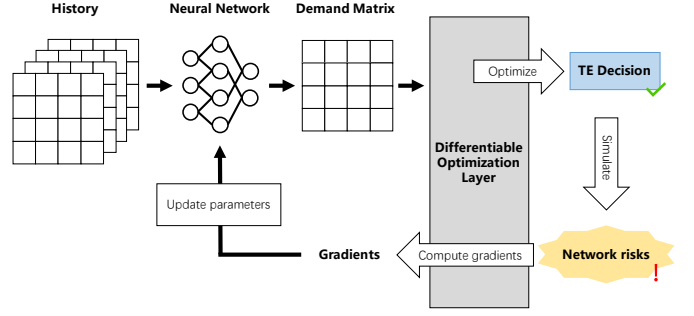 History
Neural Network
Demand Matrix
Optimize
TE Decision
Differentiable
Optimization
Layer
Simulate
Update parameters
Gradients
Compute gradients
Network risks
!